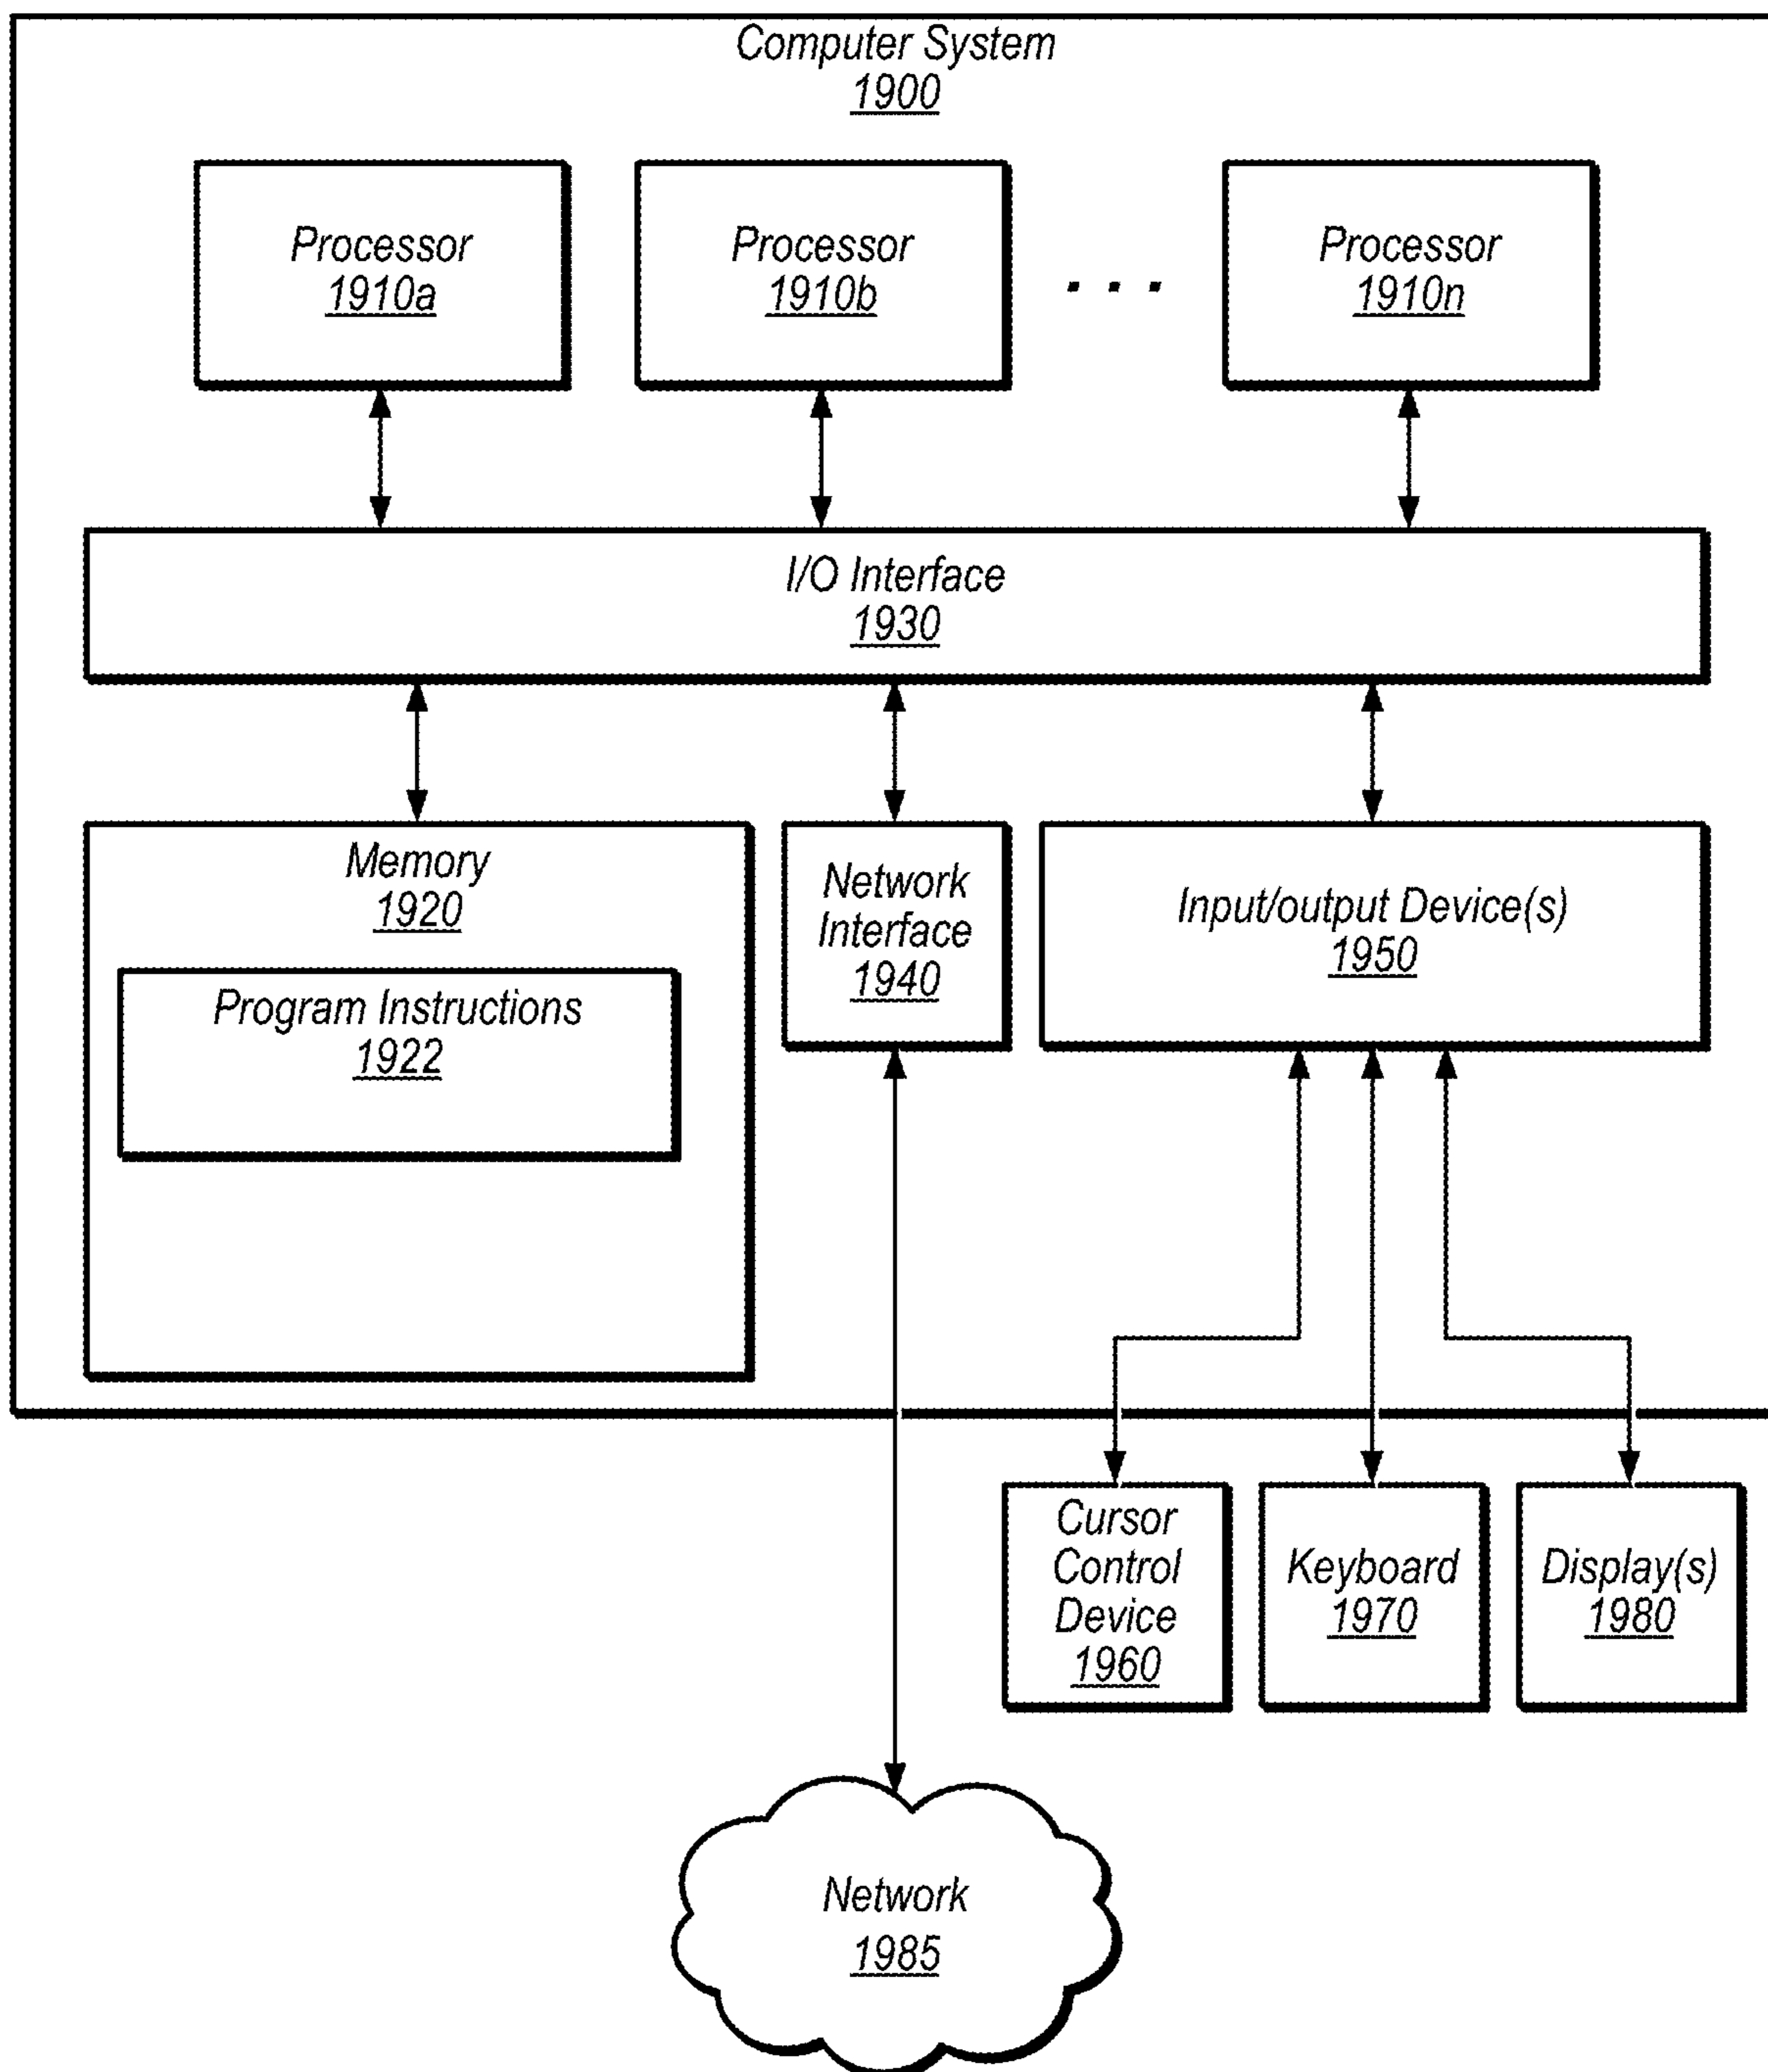 Computer System
1900
Processor
1910a
Processor
1910b
. . .
Processor
1910n
I/O Interface
1930
Memory
1920
Program Instructions
1922
Network
Interface
1940
Input/output Device(s)
1950
Cursor
Control
Device
1960
Keyboard
1970
Display(s)
1980
Network
1985